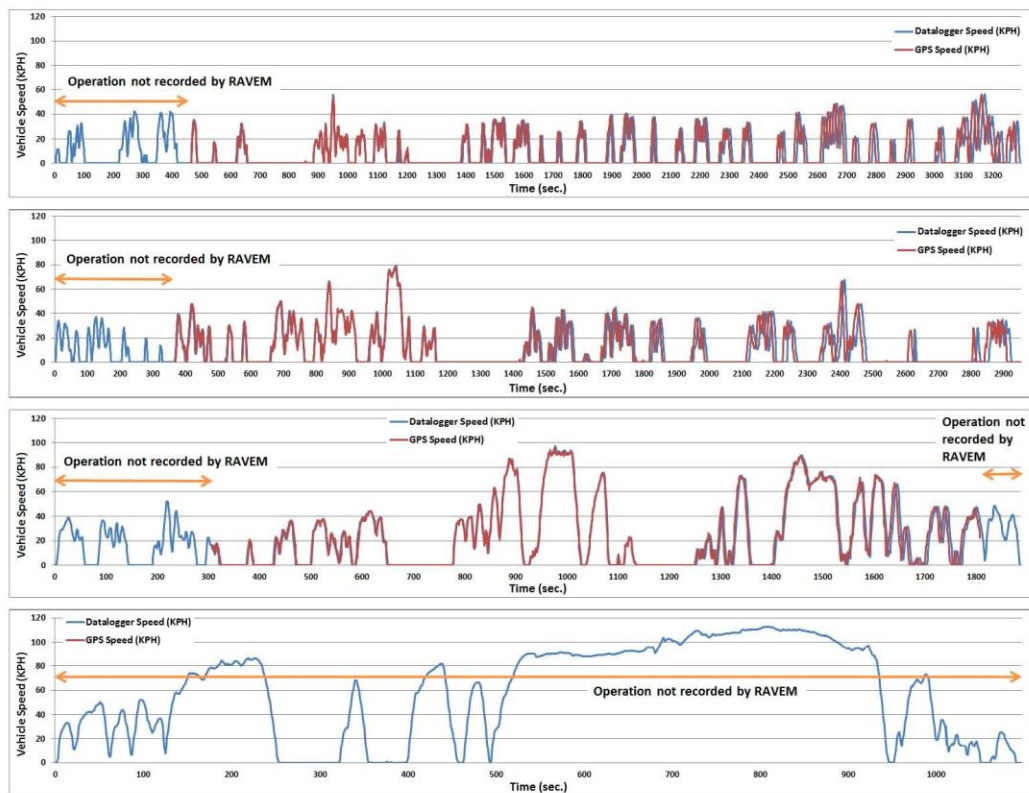 120
100
80
60
40
20
0
Vehicle Speed (KPH)
Operation not recorded by RAVEM
Datalogger Speed (KPH)
GPS Speed (KPH)
0 100 200 300 400 500 600 700 800 900 1000 1100 1200 1300 1400 1500 1600 1700 1800 1900 2000 2100 2200 2300 2400 2500 2600 2700 2800 2900 3000 3100 3200
Time (sec.)
120
100
80
60
40
20
0
Vehicle Speed (KPH)
Operation not recorded by RAVEM
Datalogger Speed (KPH)
GPS Speed (KPH)
0 100 200 300 400 500 600 700 800 900 1000 1100 1200 1300 1400 1500 1600 1700 1800 1900 2000 2100 2200 2300 2400 2500 2600 2700 2800 2900
Time (sec.)
120
100
80
60
40
20
0
Vehicle Speed (KPH)
Operation not recorded by RAVEM
Datalogger Speed (KPH)
GPS Speed (KPH)
Operation not
recorded by
RAVEM
0 100 200 300 400 500 600 700 800 900 1000 1100 1200 1300 1400 1500 1600 1700 1800
Time (sec.)
120
100
80
60
40
20
0
Vehicle Speed (KPH)
Datalogger Speed (KPH)
GPS Speed (KPH)
Operation not recorded by RAVEM
0 100 200 300 400 500 600 700 800 900 1000
Time (sec.)